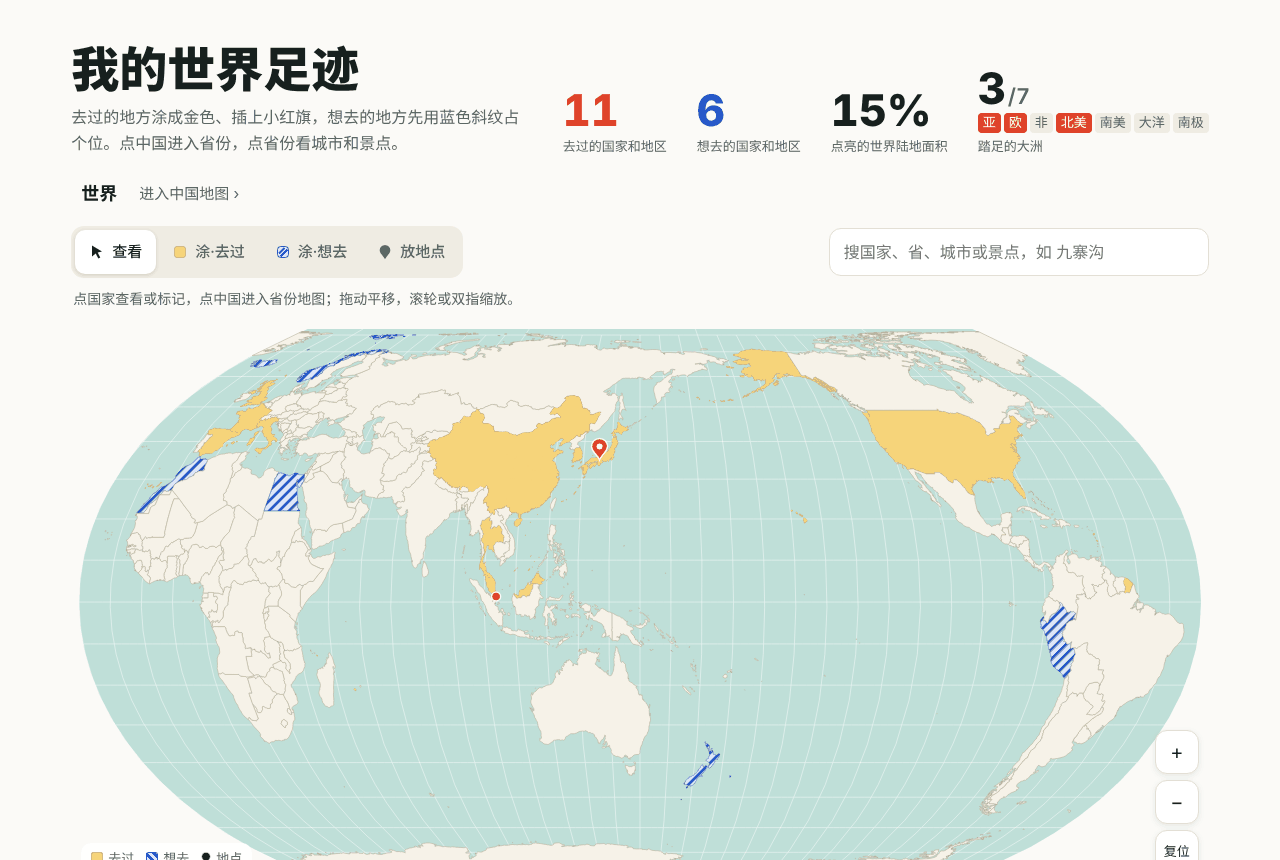 我的世界足迹
去过的地方涂成金色、插上小红旗，想去的地方先用蓝色斜纹占
个位。点中国进入省份，点省份看城市和景点。
11
去过的国家和地区
6
想去的国家和地区
15%
点亮的世界陆地面积
3/7
亚 欧 非 北美 南美 大洋 南极
踏足的大洲
世界 进入中国地图 ›
查看 涂·去过 涂·想去 放地点
搜国家、省、城市或景点，如 九寨沟
点国家查看或标记，点中国进入省份地图；拖动平移，滚轮或双指缩放。
+
−
复位
去过 想去 地点